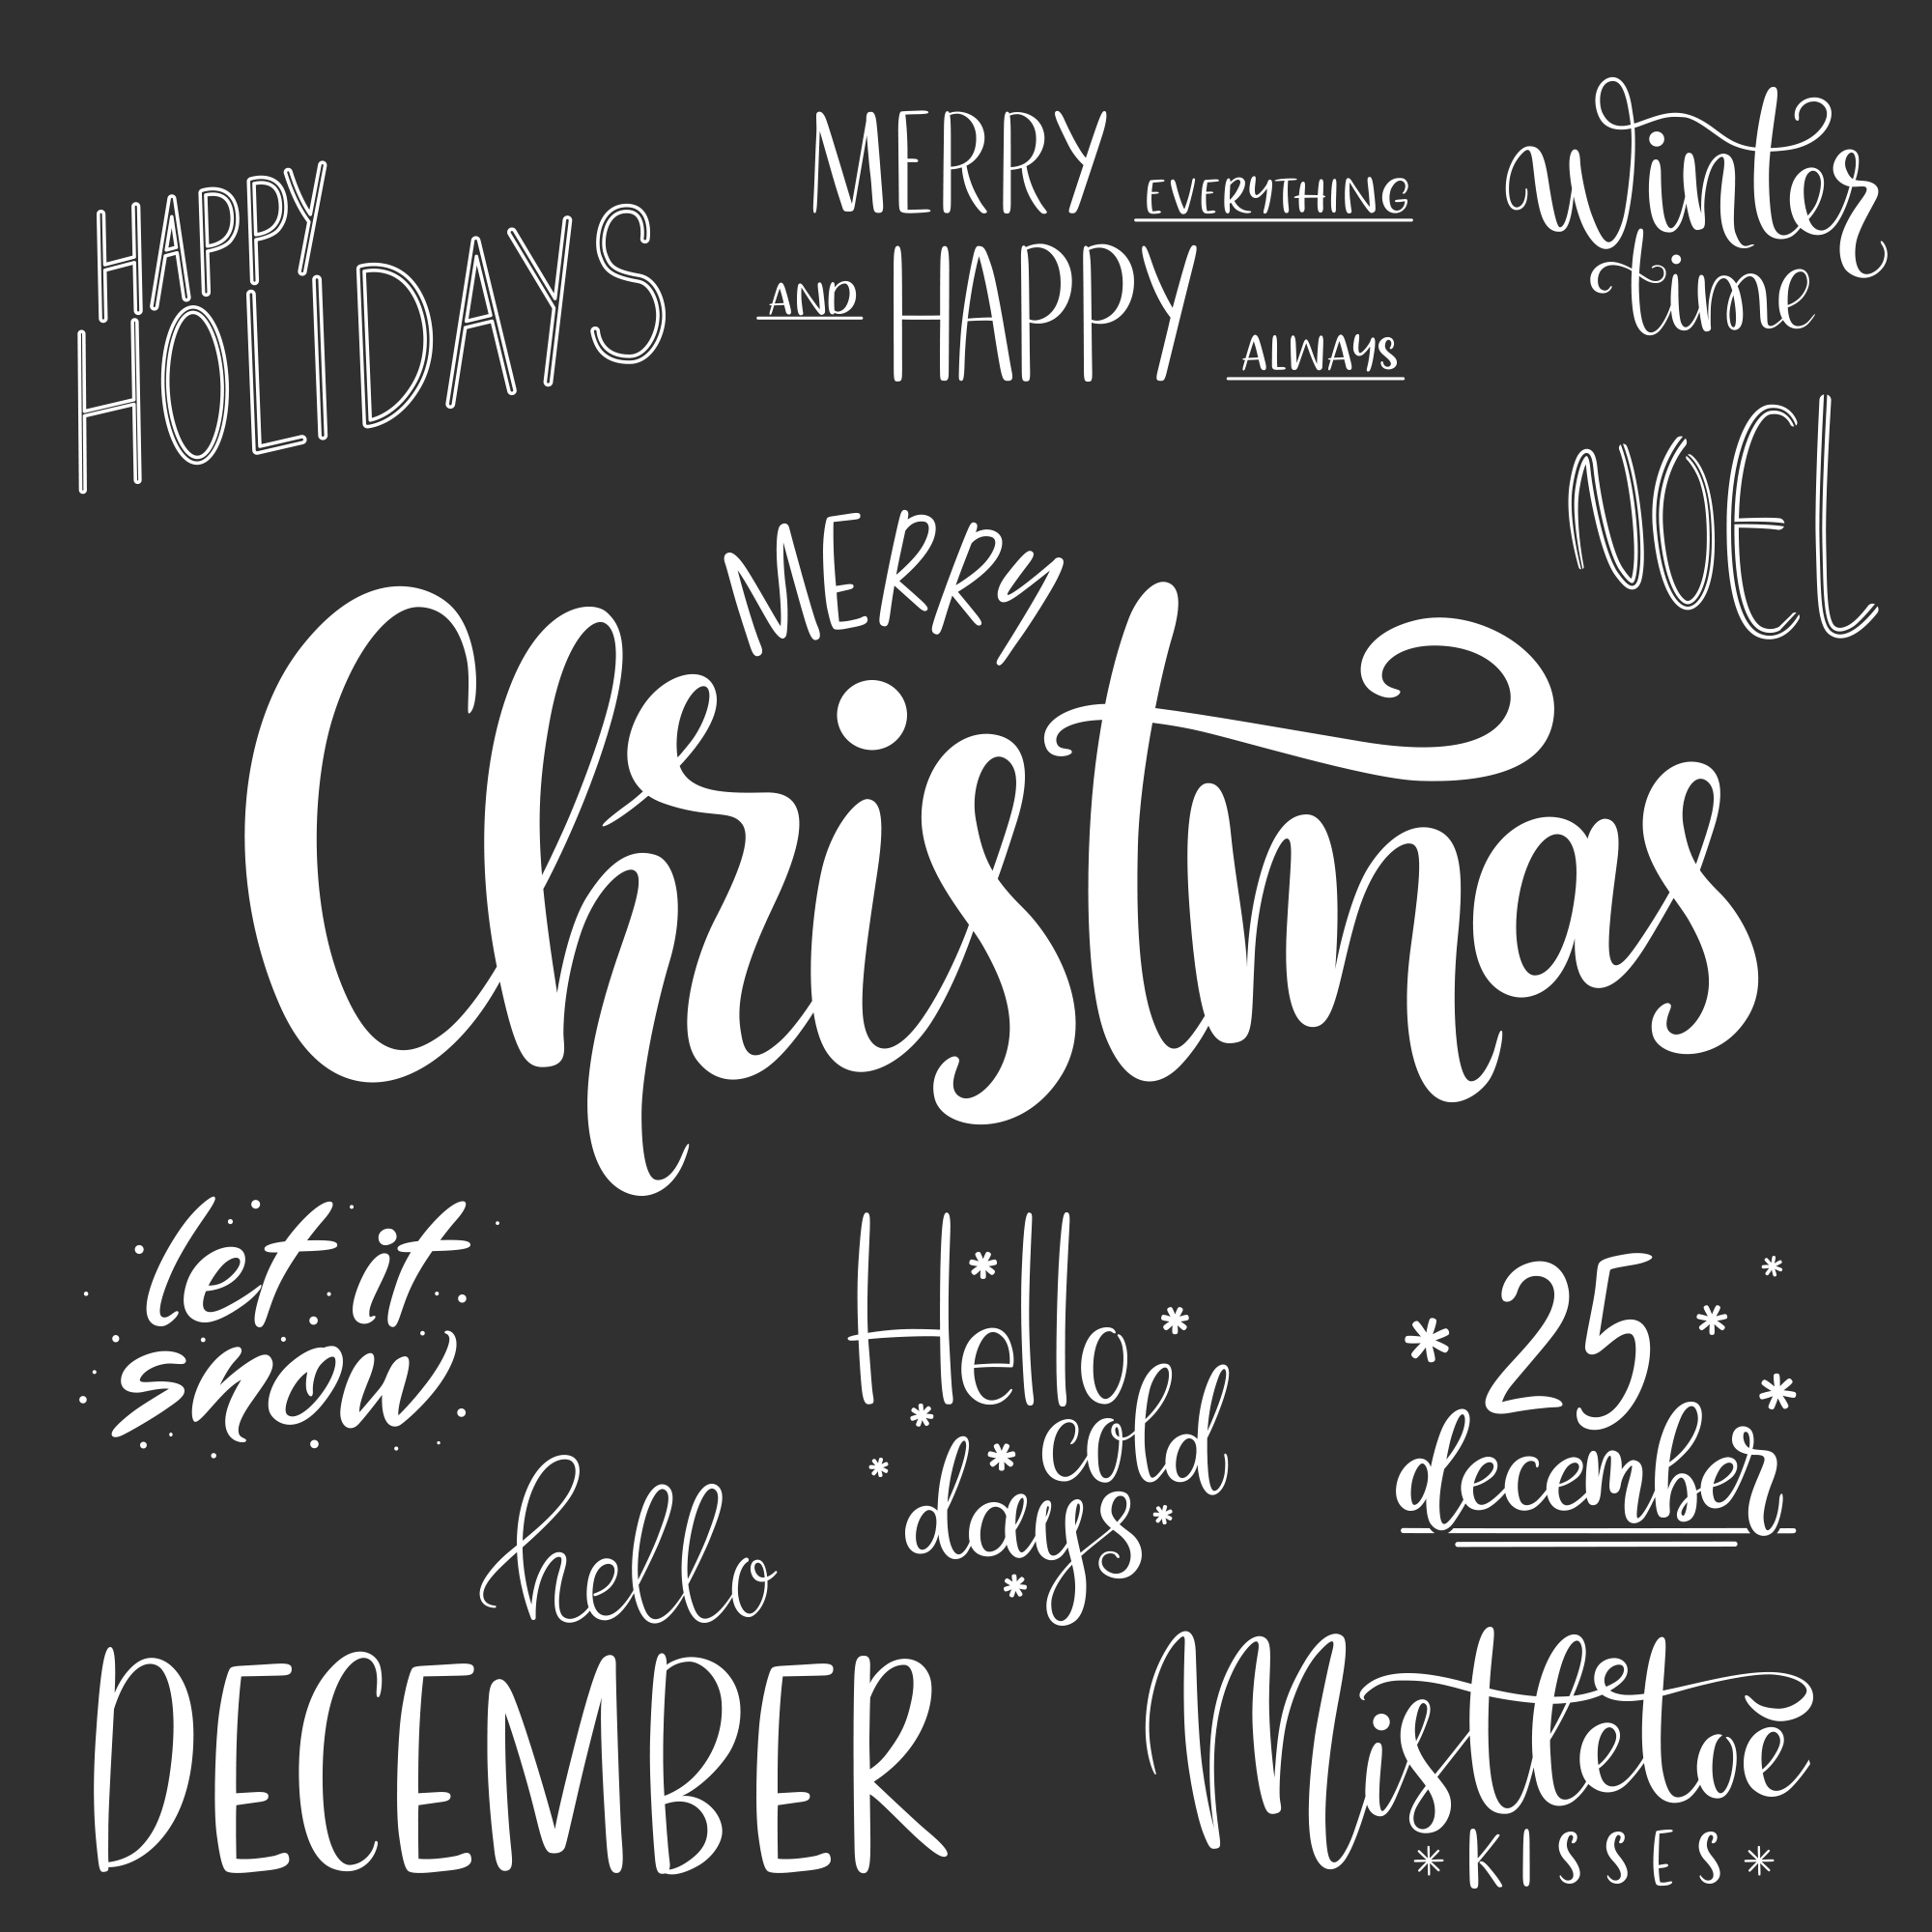 HAPPY
HOLIDAYS
MERRY EVERYTHING
AND HAPPY
ALWAYS
Winter
time
NOEL
MERRY
Christmas
let it
snow
Hello
cold
days
25
december
hello
DECEMBER
Mistletoe
KISSES